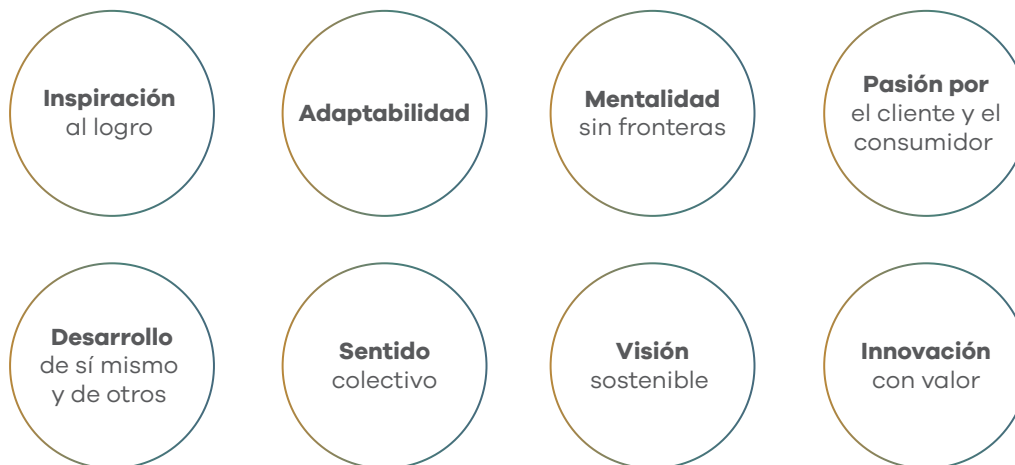 Inspiración
al logro
Adaptabilidad
Mentalidad
sin fronteras
Pasión por
el cliente y el
consumidor
Desarrollo
de sí mismo
y de otros
Sentido
colectivo
Visión
sostenible
Innovación
con valor